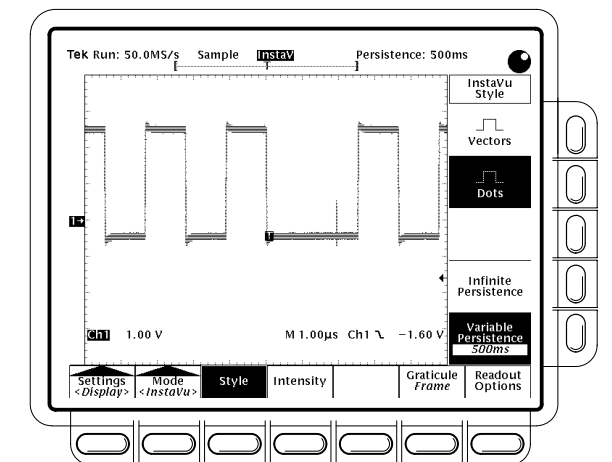 Tek Run: 50.0MS/s Sample InstaV Persistence: 500ms
T
InstaVu
Style
Vectors
Dots
1→
T
Infinite
Persistence
Ch1 1.00 V M 1.00µs Ch1 -1.60 V
Variable
Persistence
500ms
Settings
<Display>
Mode
<InstaVu>
Style
Intensity
Graticule
Frame
Readout
Options